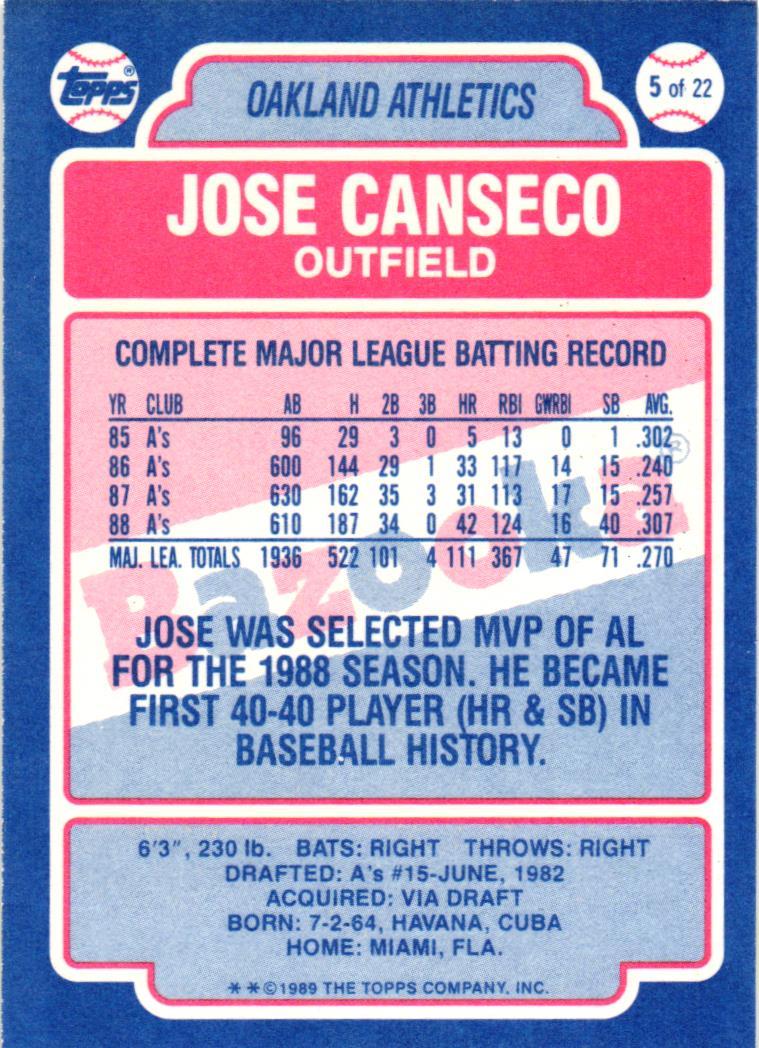 topps®
5 of 22
OAKLAND ATHLETICS
JOSE CANSECO
OUTFIELD
COMPLETE MAJOR LEAGUE BATTING RECORD
YR CLUB AB H 2B 3B HR RBI GWRBI SB AVG.
85 A's 96 29 3 0 5 13 0 1 .302
86 A's 600 144 29 1 33 117 14 15 .240
87 A's 630 162 35 3 31 113 17 15 .257
88 A's 610 187 34 0 42 124 16 40 .307
MAJ. LEA. TOTALS 1936 522 101 4 111 367 47 71 .270
Bazooka®
JOSE WAS SELECTED MVP OF AL
FOR THE 1988 SEASON. HE BECAME
FIRST 40-40 PLAYER (HR & SB) IN
BASEBALL HISTORY.
6'3", 230 lb. BATS: RIGHT THROWS: RIGHT
DRAFTED: A's #15-JUNE, 1982
ACQUIRED: VIA DRAFT
BORN: 7-2-64, HAVANA, CUBA
HOME: MIAMI, FLA.
**©1989 THE TOPPS COMPANY, INC.